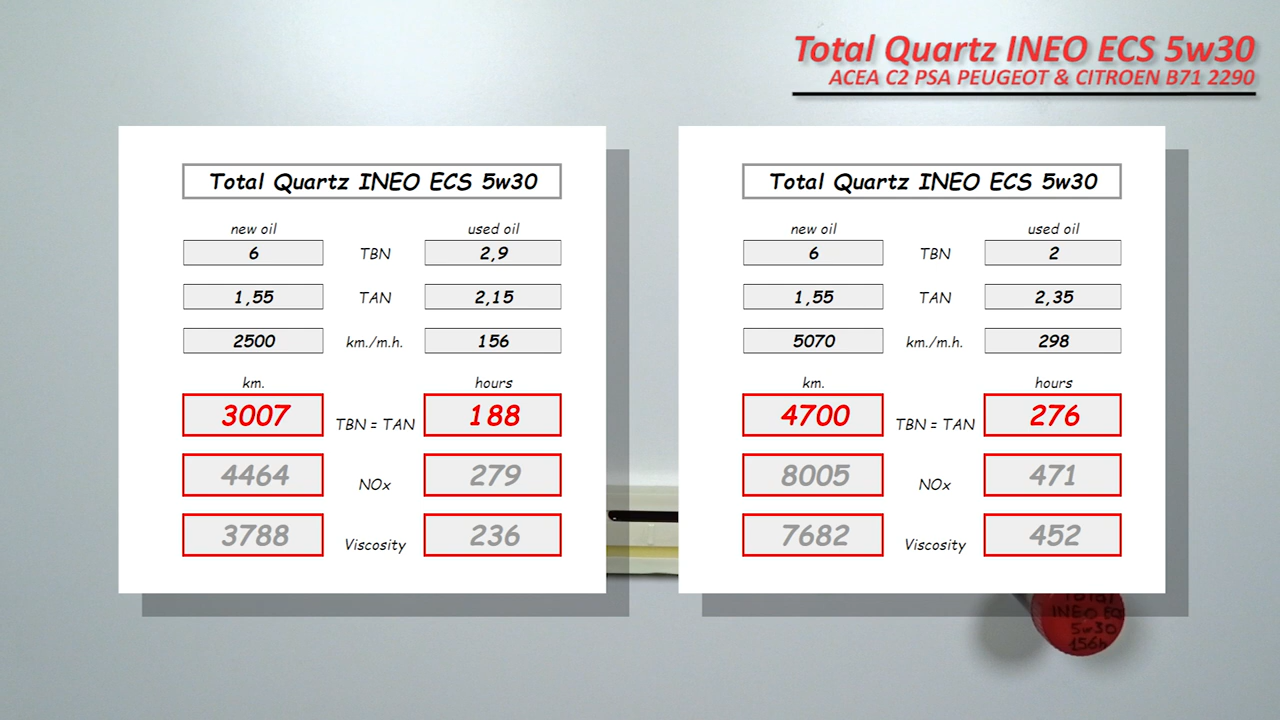 Total Quartz INEO ECS 5w30
ACEA C2 PSA PEUGEOT & CITROEN B71 2290
Total Quartz INEO ECS 5w30
new oil used oil
6 TBN 2,9
1,55 TAN 2,15
2500 km./m.h. 156
km. hours
3007 TBN = TAN 188
4464 NOx 279
3788 Viscosity 236
Total Quartz INEO ECS 5w30
new oil used oil
6 TBN 2
1,55 TAN 2,35
5070 km./m.h. 298
km. hours
4700 TBN = TAN 276
8005 NOx 471
7682 Viscosity 452
TOTAL
INEO
5w30
156h